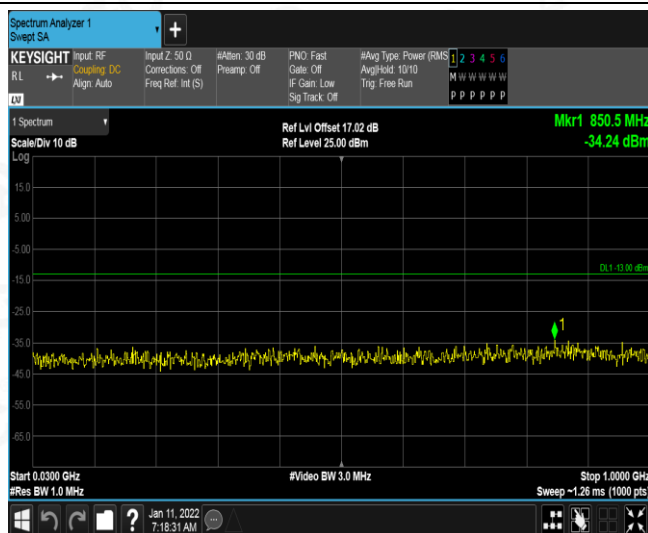 Spectrum Analyzer 1
Swept SA
+
KEYSIGHT
RL
Input: RF
Coupling: DC
Align: Auto
Input Z: 50 Ω
Corrections: Off
Freq Ref: Int (S)
#Atten: 30 dB
Preamp: Off
PNO: Fast
Gate: Off
IF Gain: Low
Sig Track: Off
#Avg Type: Power (RMS
Avg|Hold: 10/10
Trig: Free Run
1 2 3 4 5 6
M W W W W W
P P P P P P
1 Spectrum
Scale/Div 10 dB
Ref Lvl Offset 17.02 dB
Ref Level 25.00 dBm
Mkr1 850.5 MHz
-34.24 dBm
Log
15.0
5.00
-5.00
DL1 -13.00 dBm
-15.0
-25.0
1
-35.0
-45.0
-55.0
-65.0
Start 0.0300 GHz
#Res BW 1.0 MHz
#Video BW 3.0 MHz
Stop 1.0000 GHz
Sweep ~1.26 ms (1000 pts)
?
Jan 11, 2022
7:18:31 AM